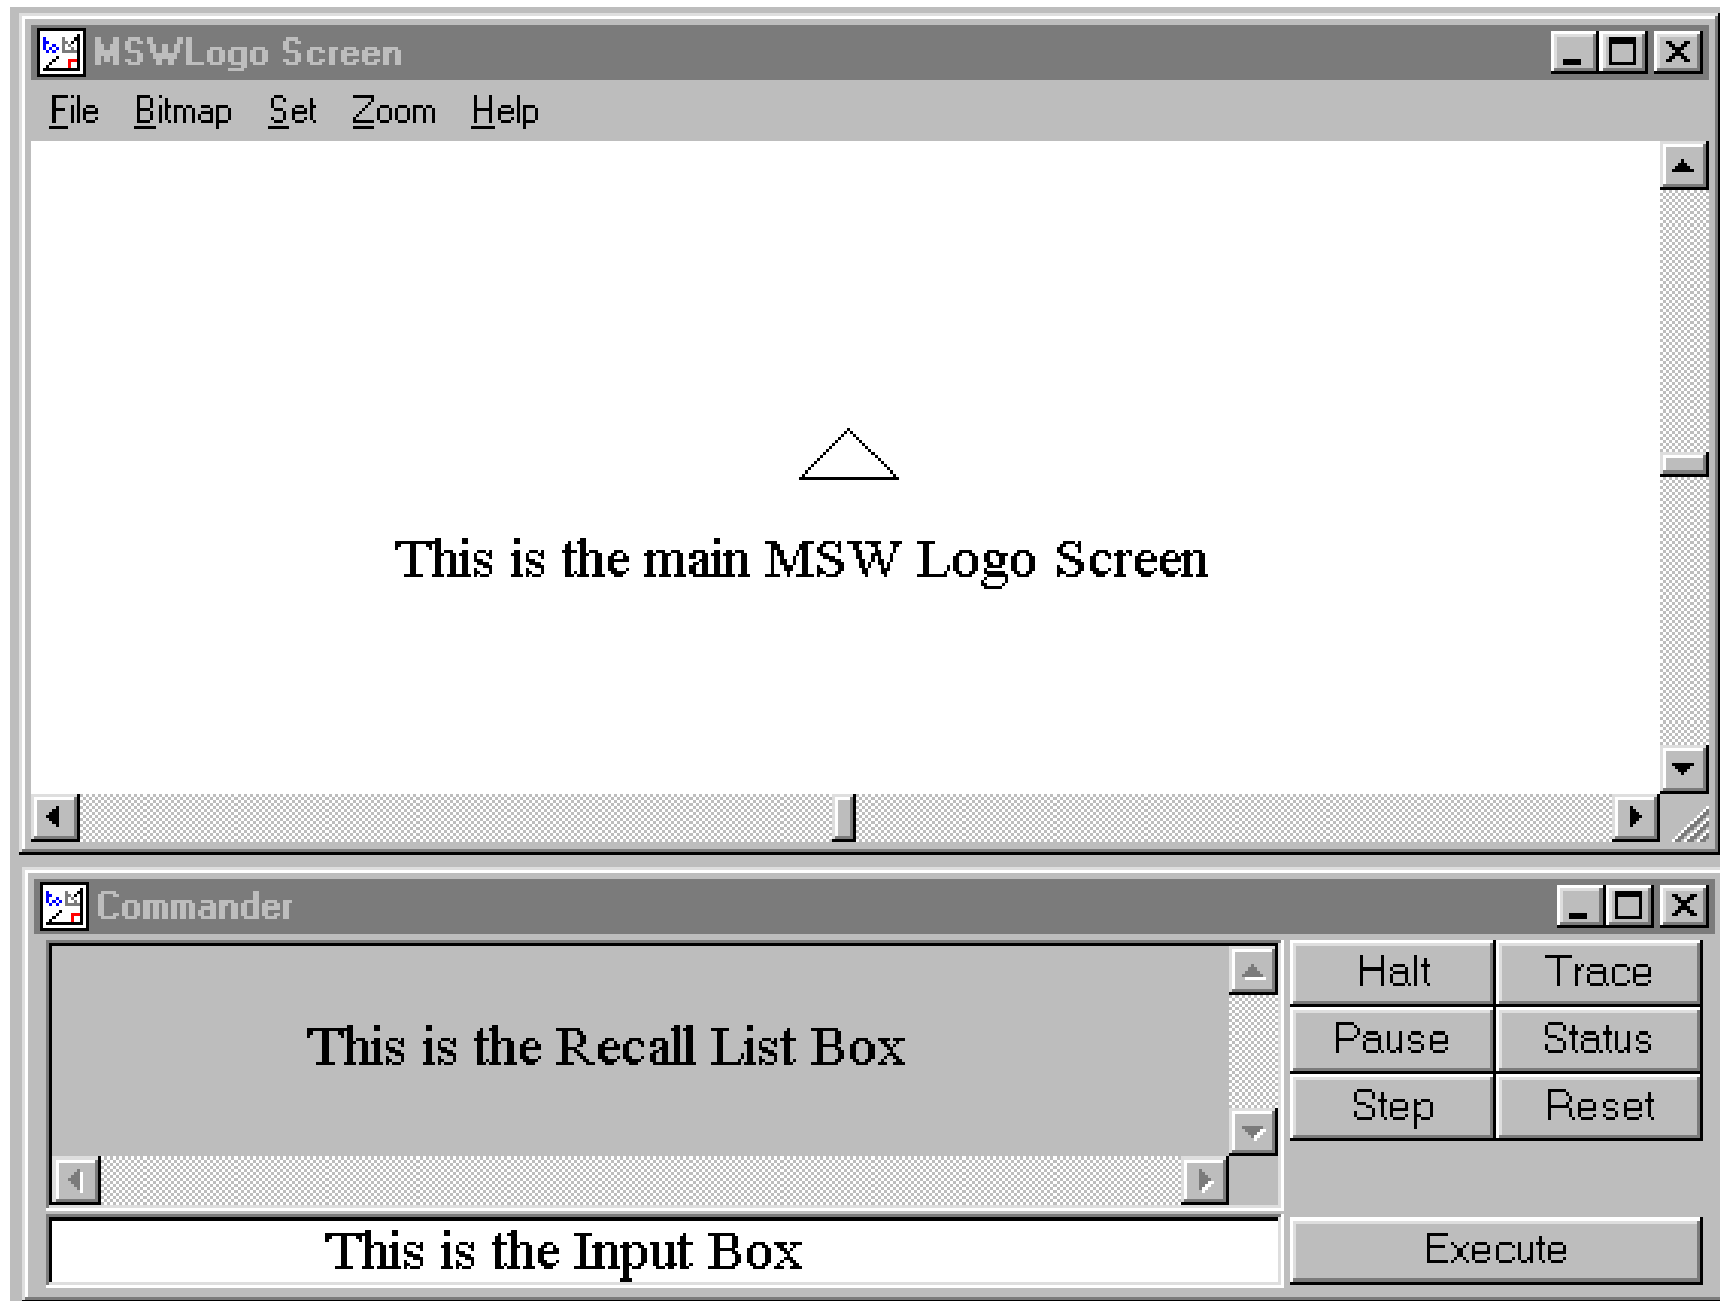 MSWLogo Screen
File Bitmap Set Zoom Help
This is the main MSW Logo Screen
Commander
This is the Recall List Box
Halt Trace
Pause Status
Step Reset
This is the Input Box
Execute